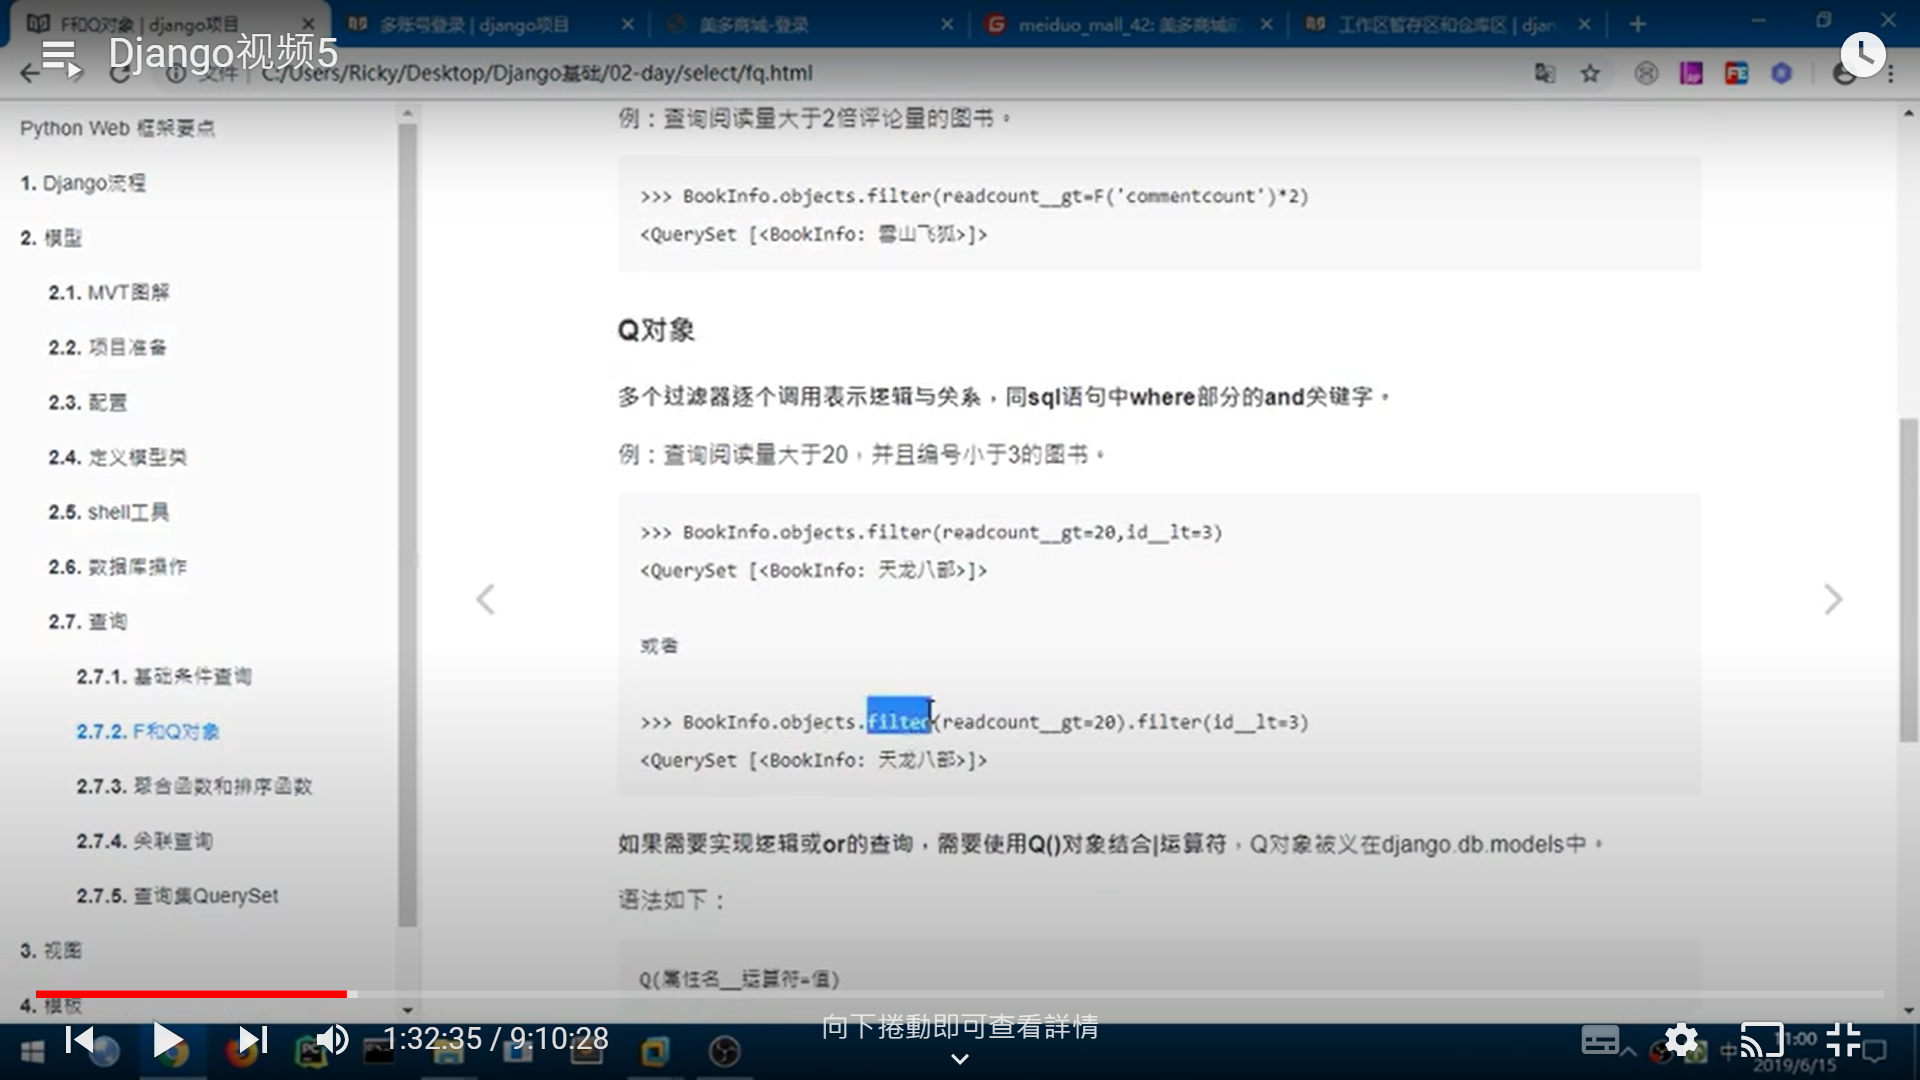 F和Q对象 | django项目
多账号登录 | django项目
美多商城-登录
meiduo_mall_42: 美多商城
工作区暂存区和仓库区 | djan
Django视频5
文件 C:/Users/Ricky/Desktop/Django基础/02-day/select/fq.html
Python Web 框架要点
1. Django流程
2. 模型
2.1. MVT图解
2.2. 项目准备
2.3. 配置
2.4. 定义模型类
2.5. shell工具
2.6. 数据库操作
2.7. 查询
2.7.1. 基础条件查询
2.7.2. F和Q对象
2.7.3. 聚合函数和排序函数
2.7.4. 关联查询
2.7.5. 查询集QuerySet
3. 视图
4. 模板
例：查询阅读量大于2倍评论量的图书。
>>> BookInfo.objects.filter(readcount__gt=F('commentcount')*2)
<QuerySet [<BookInfo: 雪山飞狐>]>
Q对象
多个过滤器逐个调用表示逻辑与关系，同sql语句中where部分的and关键字。
例：查询阅读量大于20，并且编号小于3的图书。
>>> BookInfo.objects.filter(readcount__gt=20,id__lt=3)
<QuerySet [<BookInfo: 天龙八部>]>
或者
>>> BookInfo.objects.filter(readcount__gt=20).filter(id__lt=3)
<QuerySet [<BookInfo: 天龙八部>]>
如果需要实现逻辑或or的查询，需要使用Q()对象结合|运算符，Q对象被义在django.db.models中。
语法如下：
Q(属性名__运算符=值)
1:32:35 / 9:10:28
向下捲動即可查看詳情
中
11:00
2019/6/15